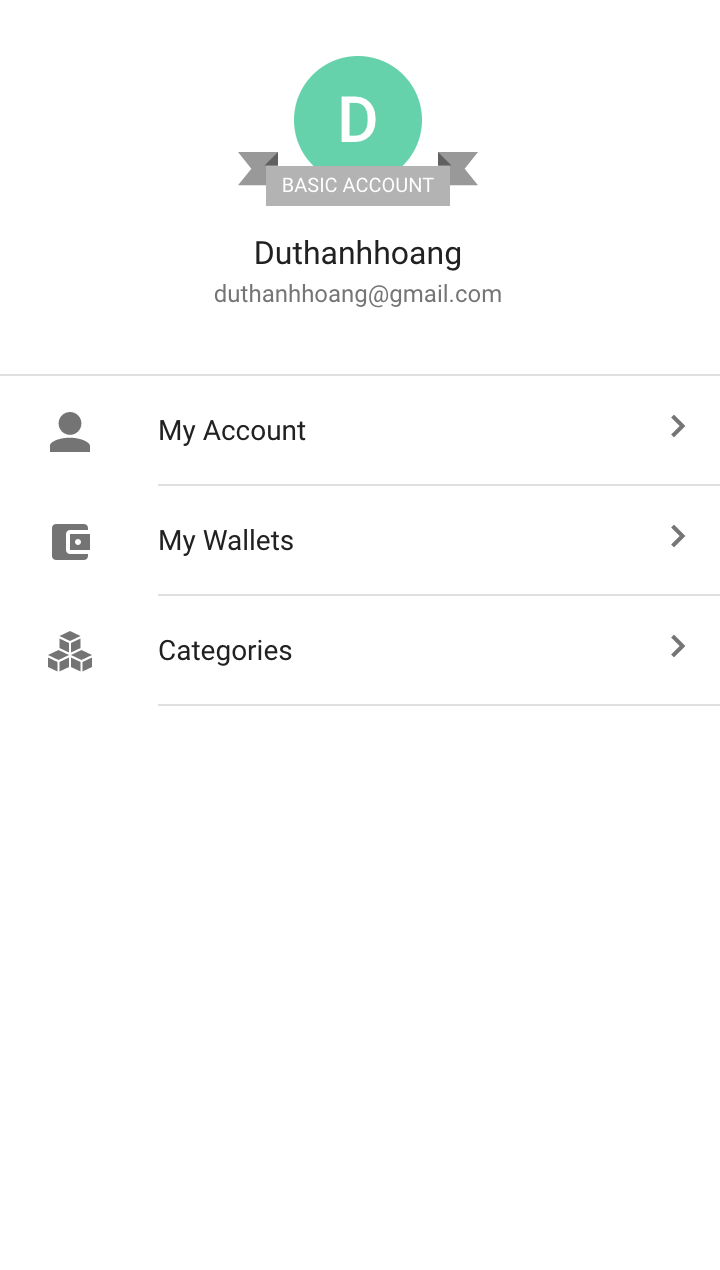 D
BASIC ACCOUNT
Duthanhhoang
duthanhhoang@gmail.com
My Account
My Wallets
Categories